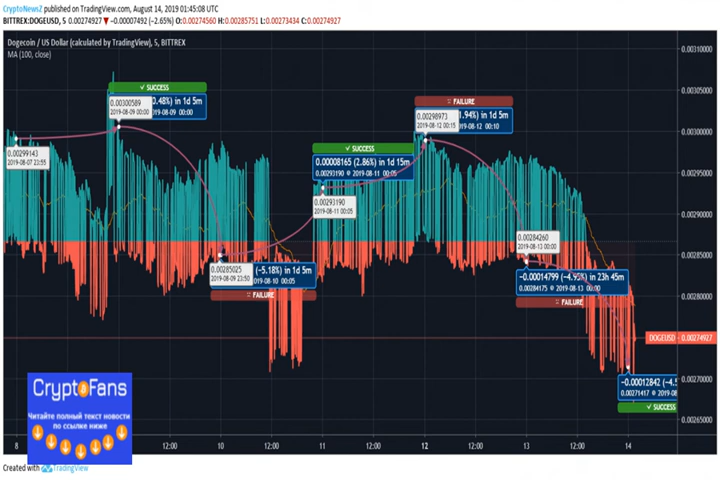 CryptoNewZ published on TradingView.com, August 14, 2019 01:45:08 UTC
BITTREX:DOGEUSD, 5 0.00274927 ▼ −0.00007492 (−2.65%) O:0.00274560 H:0.00285751 L:0.00273434 C:0.00274927
Dogecoin / US Dollar (calculated by TradingView), 5, BITTREX
MA (100, close)
0.00310000
0.00305000
0.00300000
0.00295000
0.00290000
0.00285000
0.00280000
DOGEUSD 0.00274927
0.00270000
0.00265000
0.00299143
2019-08-07 23:55
✓ SUCCESS
0.00300589
2019-08-09 00:00
0.48%) in 1d 5m
08-09 00:00
0.00285025
2019-08-09 23:50
(−5.18%) in 1d 5m
08-10 00:05
FAILURE
✓ SUCCESS
0.00008165 (2.86%) in 1d 15m
0.00293190 @ 2019-08-11 00:05
0.00293190
2019-08-11 00:05
FAILURE
0.00298973
2019-08-12 00:15
1.94%) in 1d 5m
08-12 00:10
0.00284260
2019-08-13 00:00
−0.00014799 (−4.95%) in 23h 45m
0.00284175 @ 2019-08-13 00:00
FAILURE
−0.00012842 (−4.5
0.00271417 @ 2019-08
✓ SUCCESS
CryptoFans
Читайте полный текст новости
по ссылке ниже
8
12:00
10
12:00
11
12:00
12
12:00
13
12:00
14
Created with TradingView